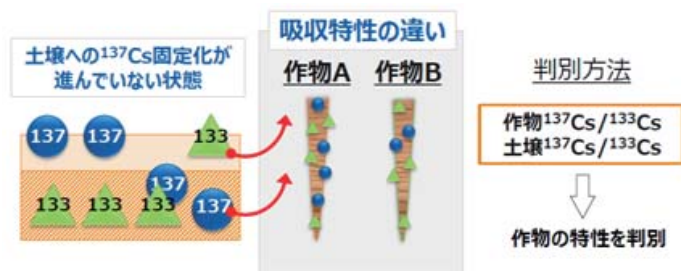 吸収特性の違い
土壌への¹³⁷Cs固定化が
進んでいない状態
作物A
作物B
判別方法
137
137
133
作物¹³⁷Cs/¹³³Cs
土壌¹³⁷Cs/¹³³Cs
137
133
133
133
137
作物の特性を判別